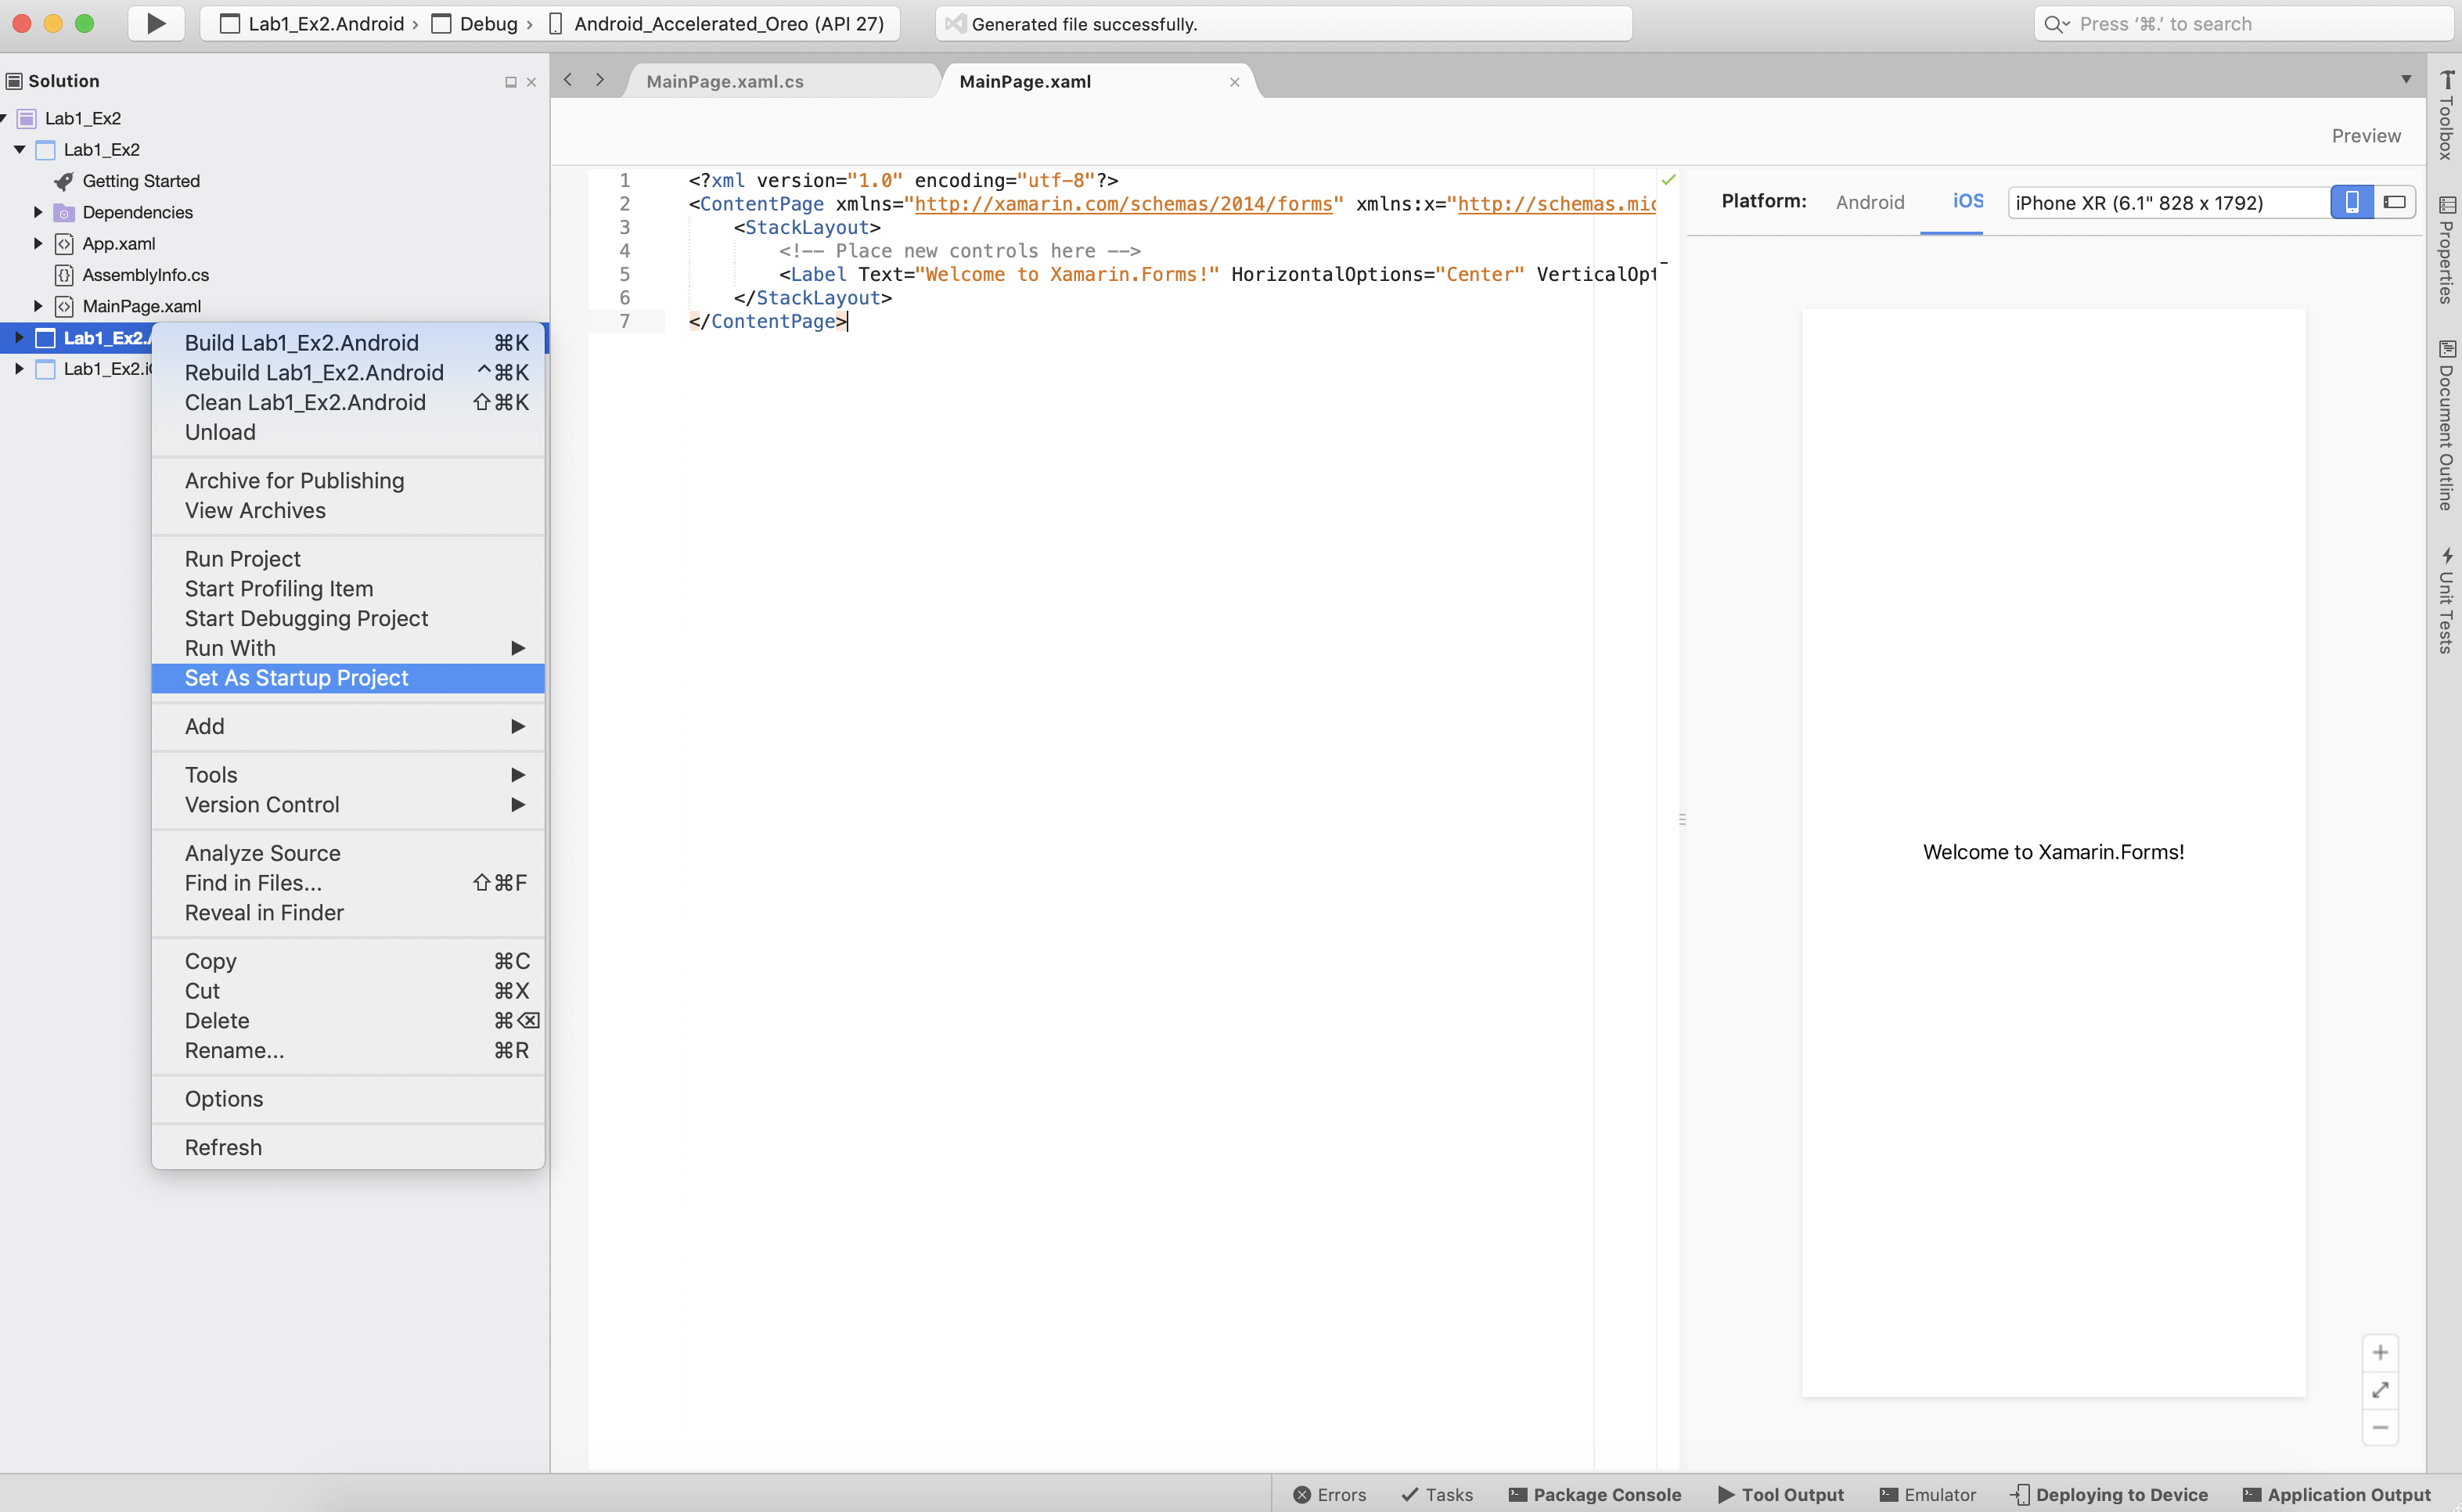 Lab1_Ex2.Android › Debug › Android_Accelerated_Oreo (API 27)
Generated file successfully.
Press ‘⌘.’ to search
Solution
MainPage.xaml.cs
MainPage.xaml
Lab1_Ex2
Lab1_Ex2
Getting Started
Dependencies
App.xaml
AssemblyInfo.cs
MainPage.xaml
Lab1_Ex2.
Lab1_Ex2.i
Build Lab1_Ex2.Android ⌘K
Rebuild Lab1_Ex2.Android ^⌘K
Clean Lab1_Ex2.Android ⇧⌘K
Unload
Archive for Publishing
View Archives
Run Project
Start Profiling Item
Start Debugging Project
Run With
Set As Startup Project
Add
Tools
Version Control
Analyze Source
Find in Files... ⇧⌘F
Reveal in Finder
Copy ⌘C
Cut ⌘X
Delete ⌘⌫
Rename... ⌘R
Options
Refresh
Preview
1 <?xml version="1.0" encoding="utf-8"?>
2 <ContentPage xmlns="http://xamarin.com/schemas/2014/forms" xmlns:x="http://schemas.mic
3 <StackLayout>
4 <!-- Place new controls here -->
5 <Label Text="Welcome to Xamarin.Forms!" HorizontalOptions="Center" VerticalOpt
6 </StackLayout>
7 </ContentPage>
Platform: Android iOS iPhone XR (6.1" 828 x 1792)
Welcome to Xamarin.Forms!
Toolbox
Properties
Document Outline
Unit Tests
Errors
Tasks
Package Console
Tool Output
Emulator
Deploying to Device
Application Output